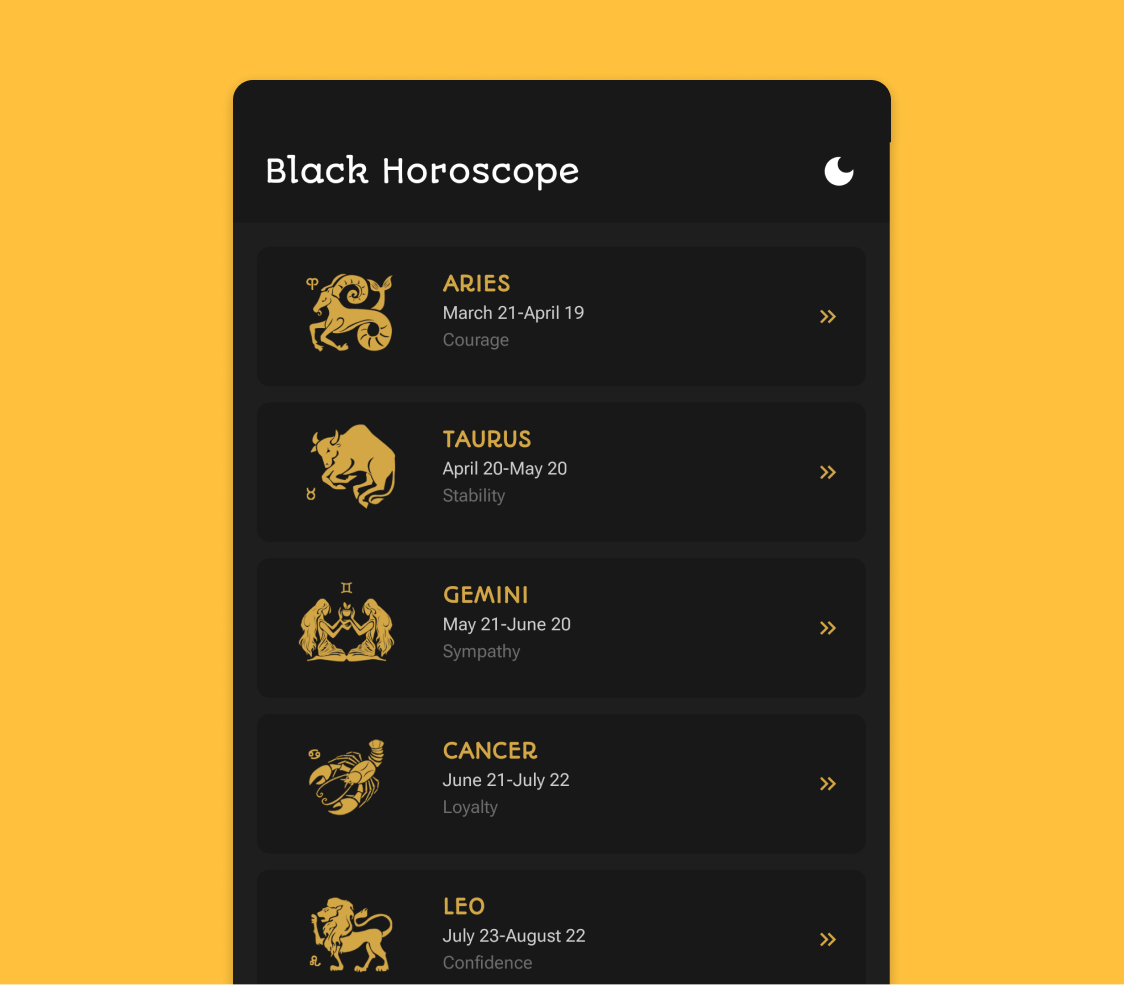 Black Horoscope
ARIES
March 21-April 19
Courage
TAURUS
April 20-May 20
Stability
GEMINI
May 21-June 20
Sympathy
CANCER
June 21-July 22
Loyalty
LEO
July 23-August 22
Confidence